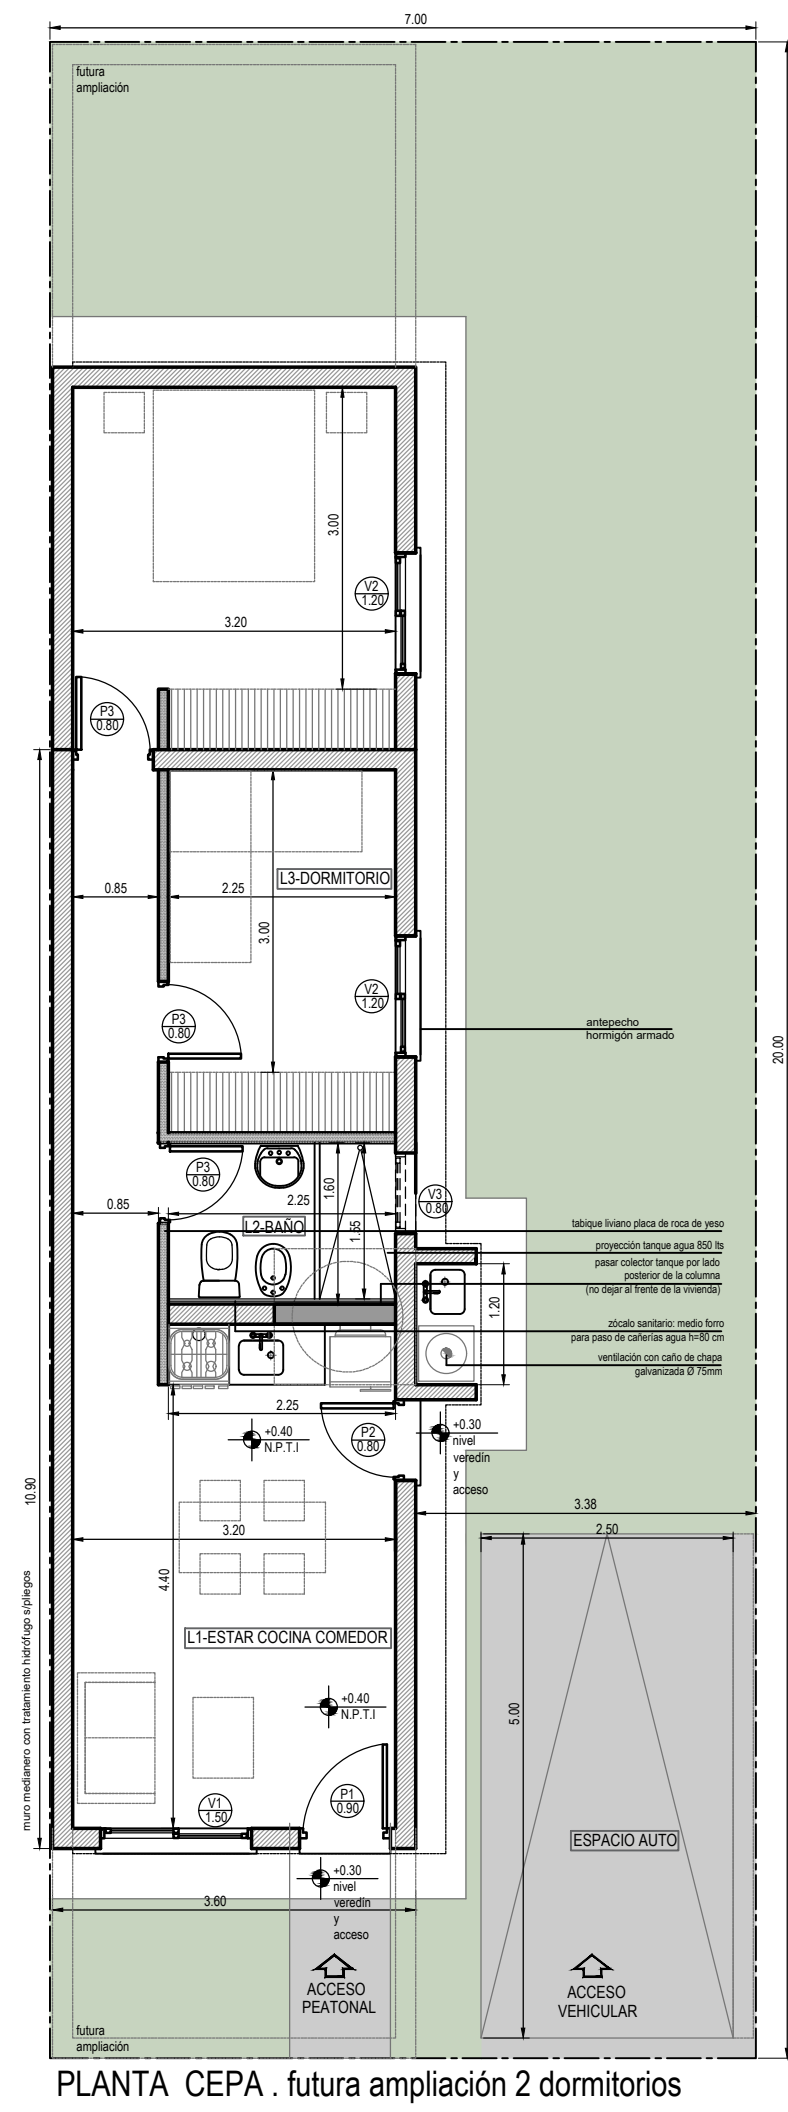 7.00
futura
ampliación
3.00
V2
1.20
3.20
P3
0.80
L3-DORMITORIO
0.85
2.25
3.00
V2
1.20
P3
0.80
antepecho
hormigón armado
20.00
P3
0.80
1.60
V3
0.80
0.85
2.25
L2-BAÑO
1.55
tabique liviano placa de roca de yeso
proyección tanque agua 850 lts
pasar colector tanque por lado
posterior de la columna
(no dejar al frente de la vivienda)
1.20
zócalo sanitario: medio forro
para paso de cañerías agua h=80 cm
ventilación con caño de chapa
galvanizada Ø 75mm
2.25
+0.40
N.P.T.I
P2
0.80
+0.30
nivel
veredín
y
acceso
10.90
3.38
3.20
2.50
4.40
muro medianero con tratamiento hidrófugo s/pliegos
L1-ESTAR COCINA COMEDOR
+0.40
N.P.T.I
5.00
V1
1.50
P1
0.90
ESPACIO AUTO
+0.30
nivel
veredín
y
acceso
3.60
ACCESO
PEATONAL
ACCESO
VEHICULAR
futura
ampliación
PLANTA CEPA . futura ampliación 2 dormitorios